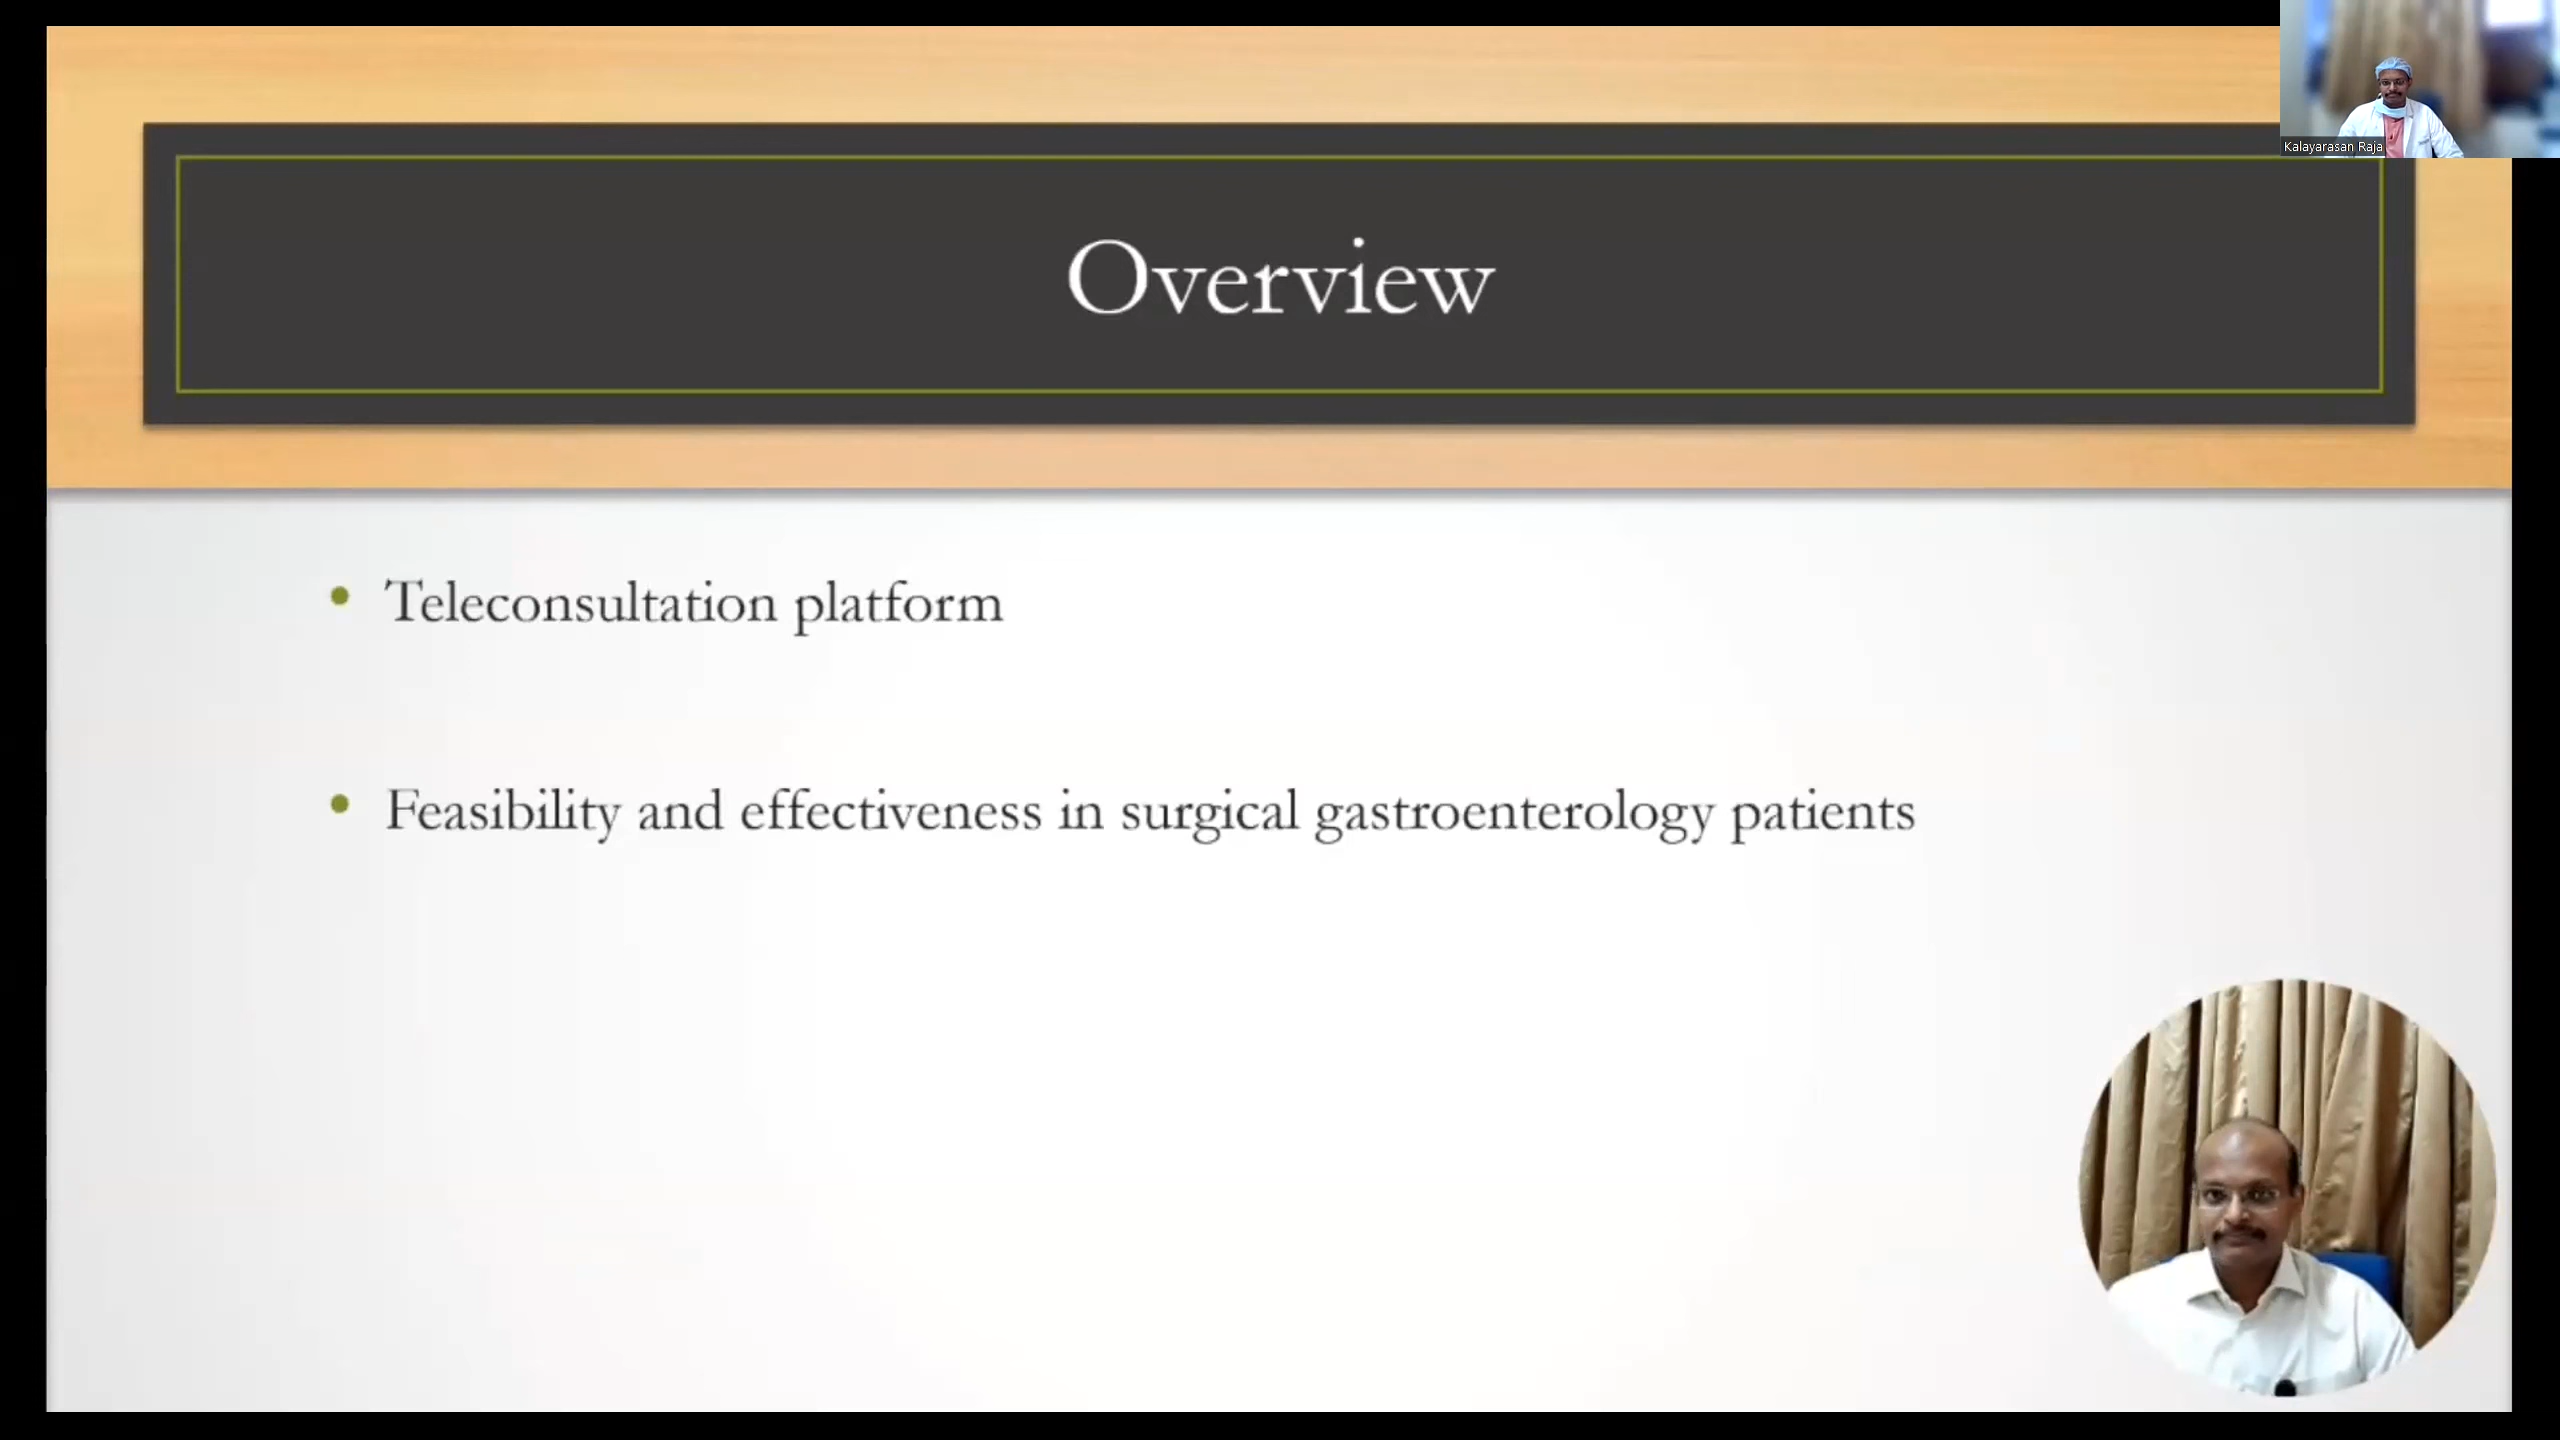 Kalayarasan Raja
Overview
Teleconsultation platform
Feasibility and effectiveness in surgical gastroenterology patients